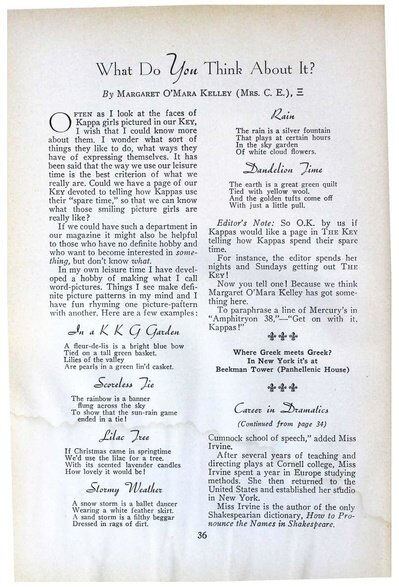 What Do You Think About It?
By MARGARET O'MARA KELLEY (MRS. C. E.), Ξ
OFTEN as I look at the faces of
Kappa girls pictured in our KEY,
I wish that I could know more
about them. I wonder what sort of
things they like to do, what ways they
have of expressing themselves. It has
been said that the way we use our leisure
time is the best criterion of what we
really are. Could we have a page of our
KEY devoted to telling how Kappas use
their "spare time," so that we can know
what those smiling picture girls are
really like?
If we could have such a department in
our magazine it might also be helpful
to those who have no definite hobby and
who want to become interested in some-
thing, but don't know what.
In my own leisure time I have devel-
oped a hobby of making what I call
word-pictures. Things I see make defi-
nite picture patterns in my mind and I
have fun rhyming one picture-pattern
with another. Here are a few examples:
In a K K G Garden
A fleur-de-lis is a bright blue bow
Tied on a tall green basket.
Lilies of the valley
Are pearls in a green lin'd casket.
Scoreless Tie
The rainbow is a banner
flung across the sky
To show that the sun-rain game
ended in a tie!
Lilac Tree
If Christmas came in springtime
We'd use the lilac for a tree.
With its scented lavender candles
How lovely it would be!
Stormy Weather
A snow storm is a ballet dancer
Wearing a white feather skirt.
A sand storm is a filthy beggar
Dressed in rags of dirt.
Rain
The rain is a silver fountain
That plays at certain hours
In the sky garden
Of white cloud flowers.
Dandelion Time
The earth is a great green quilt
Tied with yellow wool.
And the golden tufts come off
With just a little pull.
Editor's Note: So O.K. by us if
Kappas would like a page in THE KEY
telling how Kappas spend their spare
time.
For instance, the editor spends her
nights and Sundays getting out THE
KEY!
Now you tell one! Because we think
Margaret O'Mara Kelley has got some-
thing here.
To paraphrase a line of Mercury's in
"Amphitryon 38,"—"Get on with it,
Kappas!"
Where Greek meets Greek?
In New York it's at
Beekman Tower (Panhellenic House)
Career in Dramatics
(Continued from page 34)
Cumnock school of speech," added Miss
Irvine.
After several years of teaching and
directing plays at Cornell college, Miss
Irvine spent a year in Europe studying
methods. She then returned to the
United States and established her studio
in New York.
Miss Irvine is the author of the only
Shakespearian dictionary, How to Pro-
nounce the Names in Shakespeare.
36